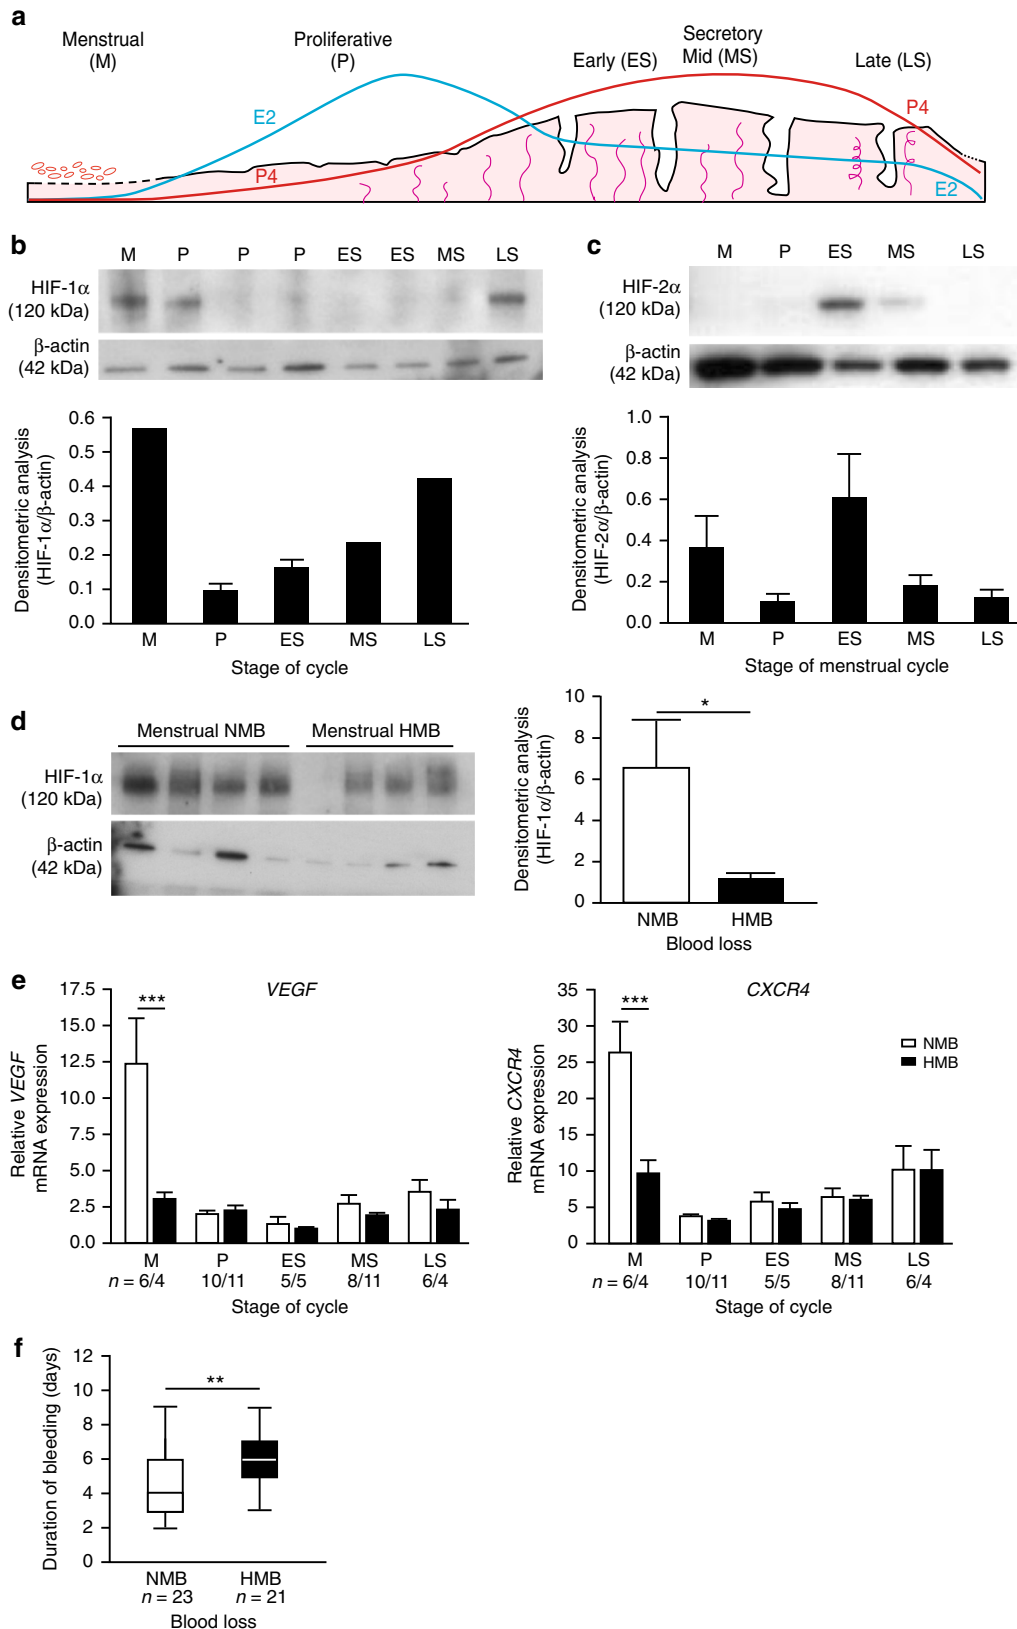 a
Menstrual
(M)
Proliferative
(P)
Secretory
Early (ES)
Mid (MS)
Late (LS)
E2
P4
P4
E2
b
M P P P ES ES MS LS
HIF-1α
(120 kDa)
β-actin
(42 kDa)
Densitometric analysis
(HIF-1α/β-actin)
0.6
0.5
0.4
0.3
0.2
0.1
0.0
M P ES MS LS
Stage of cycle
c
M P ES MS LS
HIF-2α
(120 kDa)
β-actin
(42 kDa)
Densitometric analysis
(HIF-2α/β-actin)
1.0
0.8
0.6
0.4
0.2
0.0
M P ES MS LS
Stage of menstrual cycle
d
Menstrual NMB Menstrual HMB
HIF-1α
(120 kDa)
β-actin
(42 kDa)
Densitometric analysis
(HIF-1α/β-actin)
10
8
6
4
2
0
*
NMB HMB
Blood loss
e
VEGF
Relative VEGF
mRNA expression
17.5
15.0
12.5
10.0
7.5
5.0
2.5
0.0
***
M P ES MS LS
n = 6/4 10/11 5/5 8/11 6/4
Stage of cycle
CXCR4
Relative CXCR4
mRNA expression
35
30
25
20
15
10
5
0
***
NMB
HMB
M P ES MS LS
n = 6/4 10/11 5/5 8/11 6/4
Stage of cycle
f
Duration of bleeding (days)
12
10
8
6
4
2
0
**
NMB HMB
n = 23 n = 21
Blood loss